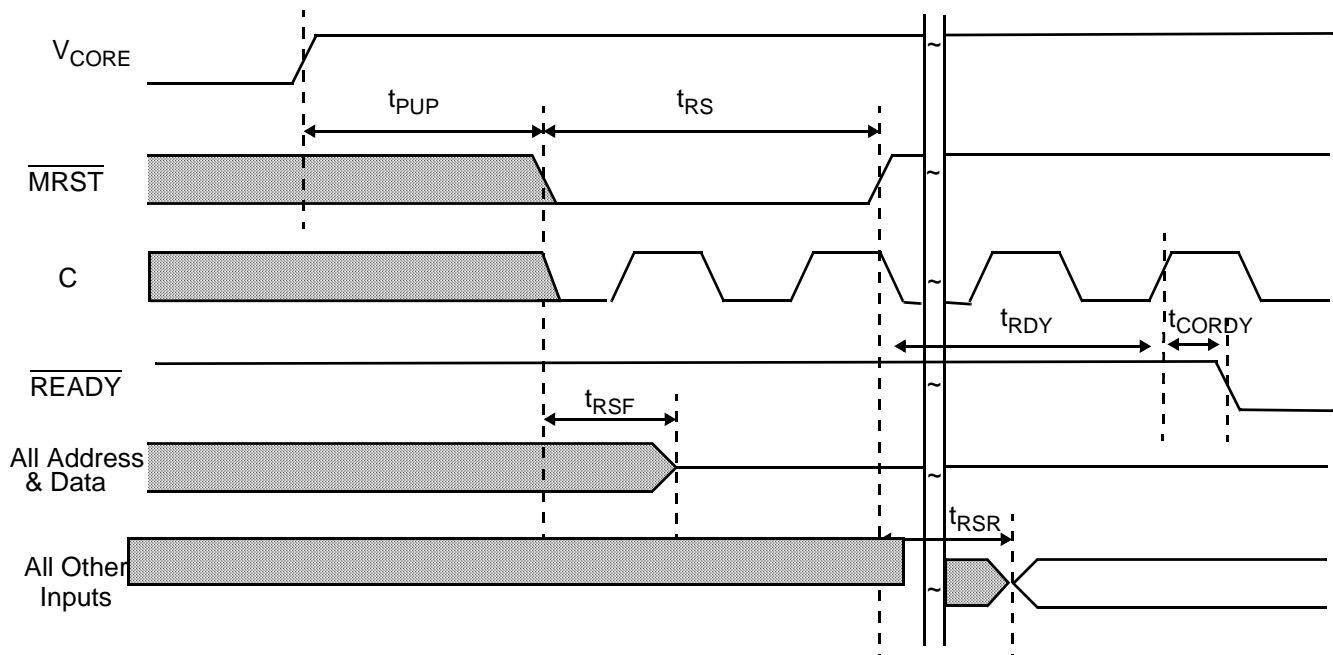 VCORE
tPUP
tRS
MRST
C
tRDY
tCORDY
READY
tRSF
All Address
& Data
tRSR
All Other
Inputs
~
~
~
~
~
~